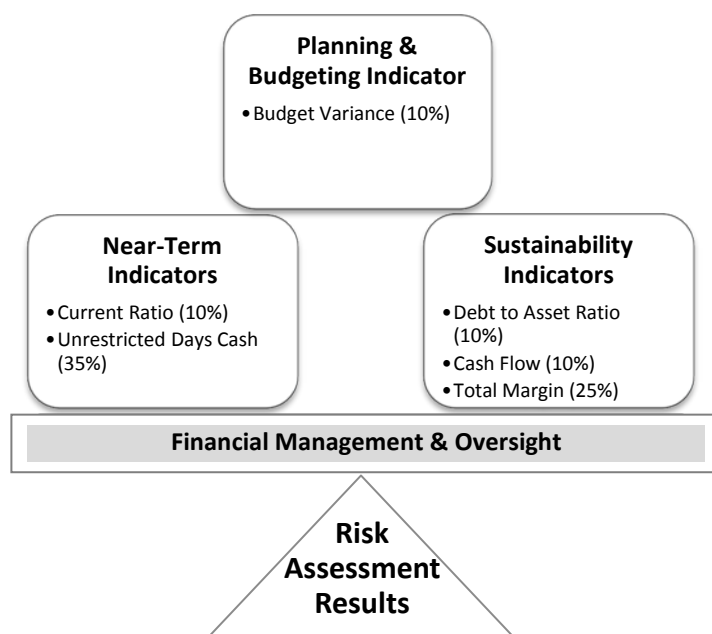 Planning &
Budgeting Indicator
•Budget Variance (10%)
Near-Term
Indicators
•Current Ratio (10%)
•Unrestricted Days Cash
(35%)
Sustainability
Indicators
•Debt to Asset Ratio
(10%)
•Cash Flow (10%)
•Total Margin (25%)
Financial Management & Oversight
Risk
Assessment
Results